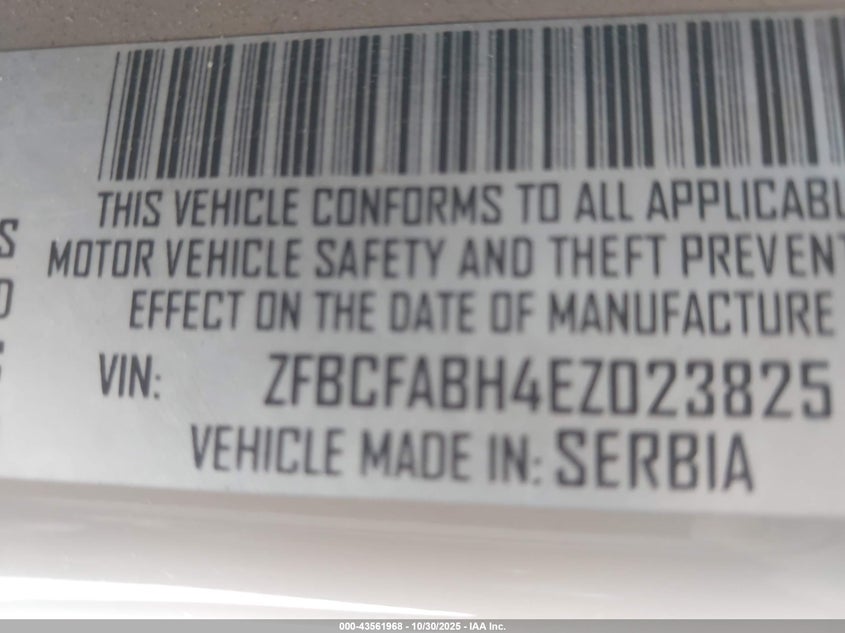 THIS VEHICLE CONFORMS TO ALL APPLICABL
MOTOR VEHICLE SAFETY AND THEFT PREVENT
EFFECT ON THE DATE OF MANUFACTURE
VIN: ZFBCFABH4EZ023825
VEHICLE MADE IN: SERBIA
S
000-43561968 - 10/30/2025 - IAA Inc.